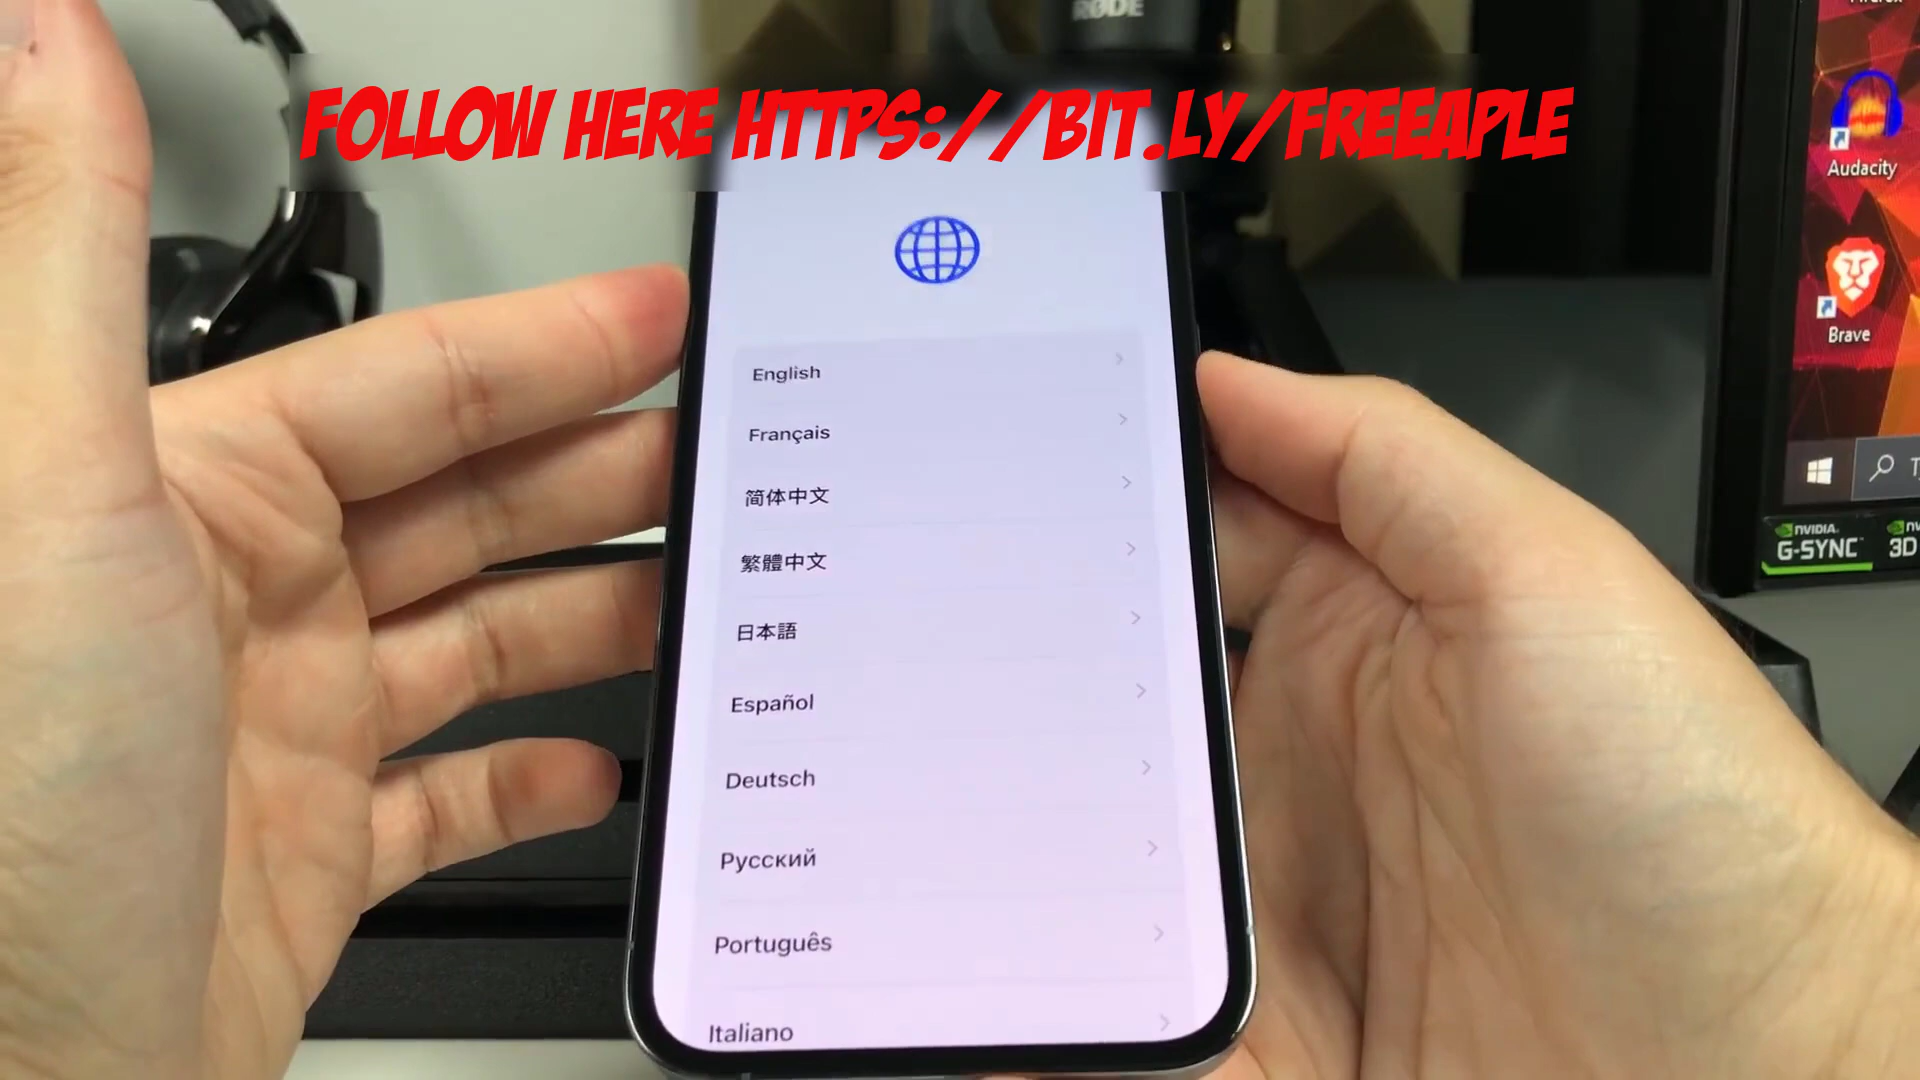 RØDE
FOLLOW HERE HTTPS://BIT.LY/FREEAPLE
Audacity
Brave
English
Français
简体中文
繁體中文
日本語
Español
Deutsch
Русский
Português
Italiano
NVIDIA
G-SYNC
3D